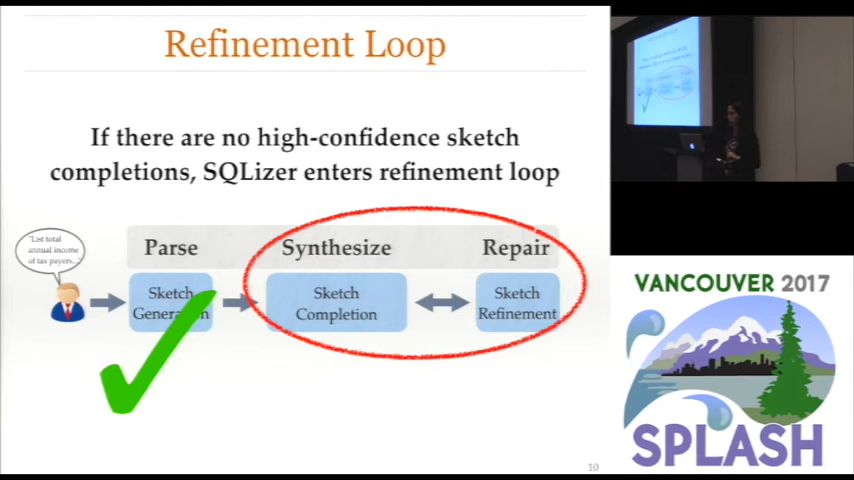 Refinement Loop
If there are no high-confidence sketch
completions, SQLizer enters refinement loop
"List total
annual income
of tax payers..."
Parse
Synthesize
Repair
Sketch
Generation
Sketch
Completion
Sketch
Refinement
10
VANCOUVER 2017
SPLASH